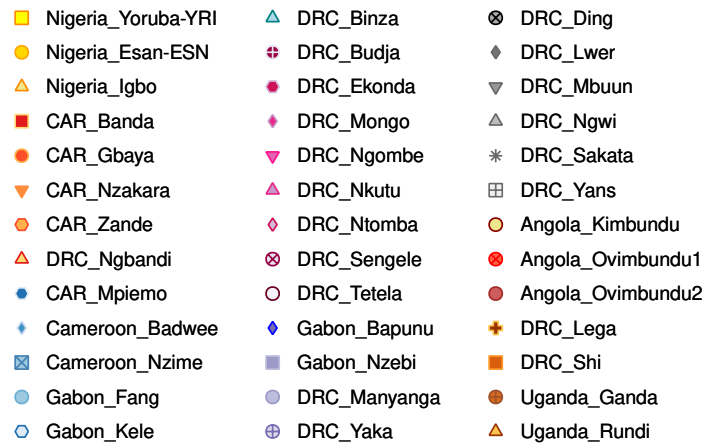 Nigeria_Yoruba-YRI
Nigeria_Esan-ESN
Nigeria_Igbo
CAR_Banda
CAR_Gbaya
CAR_Nzakara
CAR_Zande
DRC_Ngbandi
CAR_Mpiemo
Cameroon_Badwee
Cameroon_Nzime
Gabon_Fang
Gabon_Kele
DRC_Binza
DRC_Budja
DRC_Ekonda
DRC_Mongo
DRC_Ngombe
DRC_Nkutu
DRC_Ntomba
DRC_Sengele
DRC_Tetela
Gabon_Bapunu
Gabon_Nzebi
DRC_Manyanga
DRC_Yaka
DRC_Ding
DRC_Lwer
DRC_Mbuun
DRC_Ngwi
DRC_Sakata
DRC_Yans
Angola_Kimbundu
Angola_Ovimbundu1
Angola_Ovimbundu2
DRC_Lega
DRC_Shi
Uganda_Ganda
Uganda_Rundi